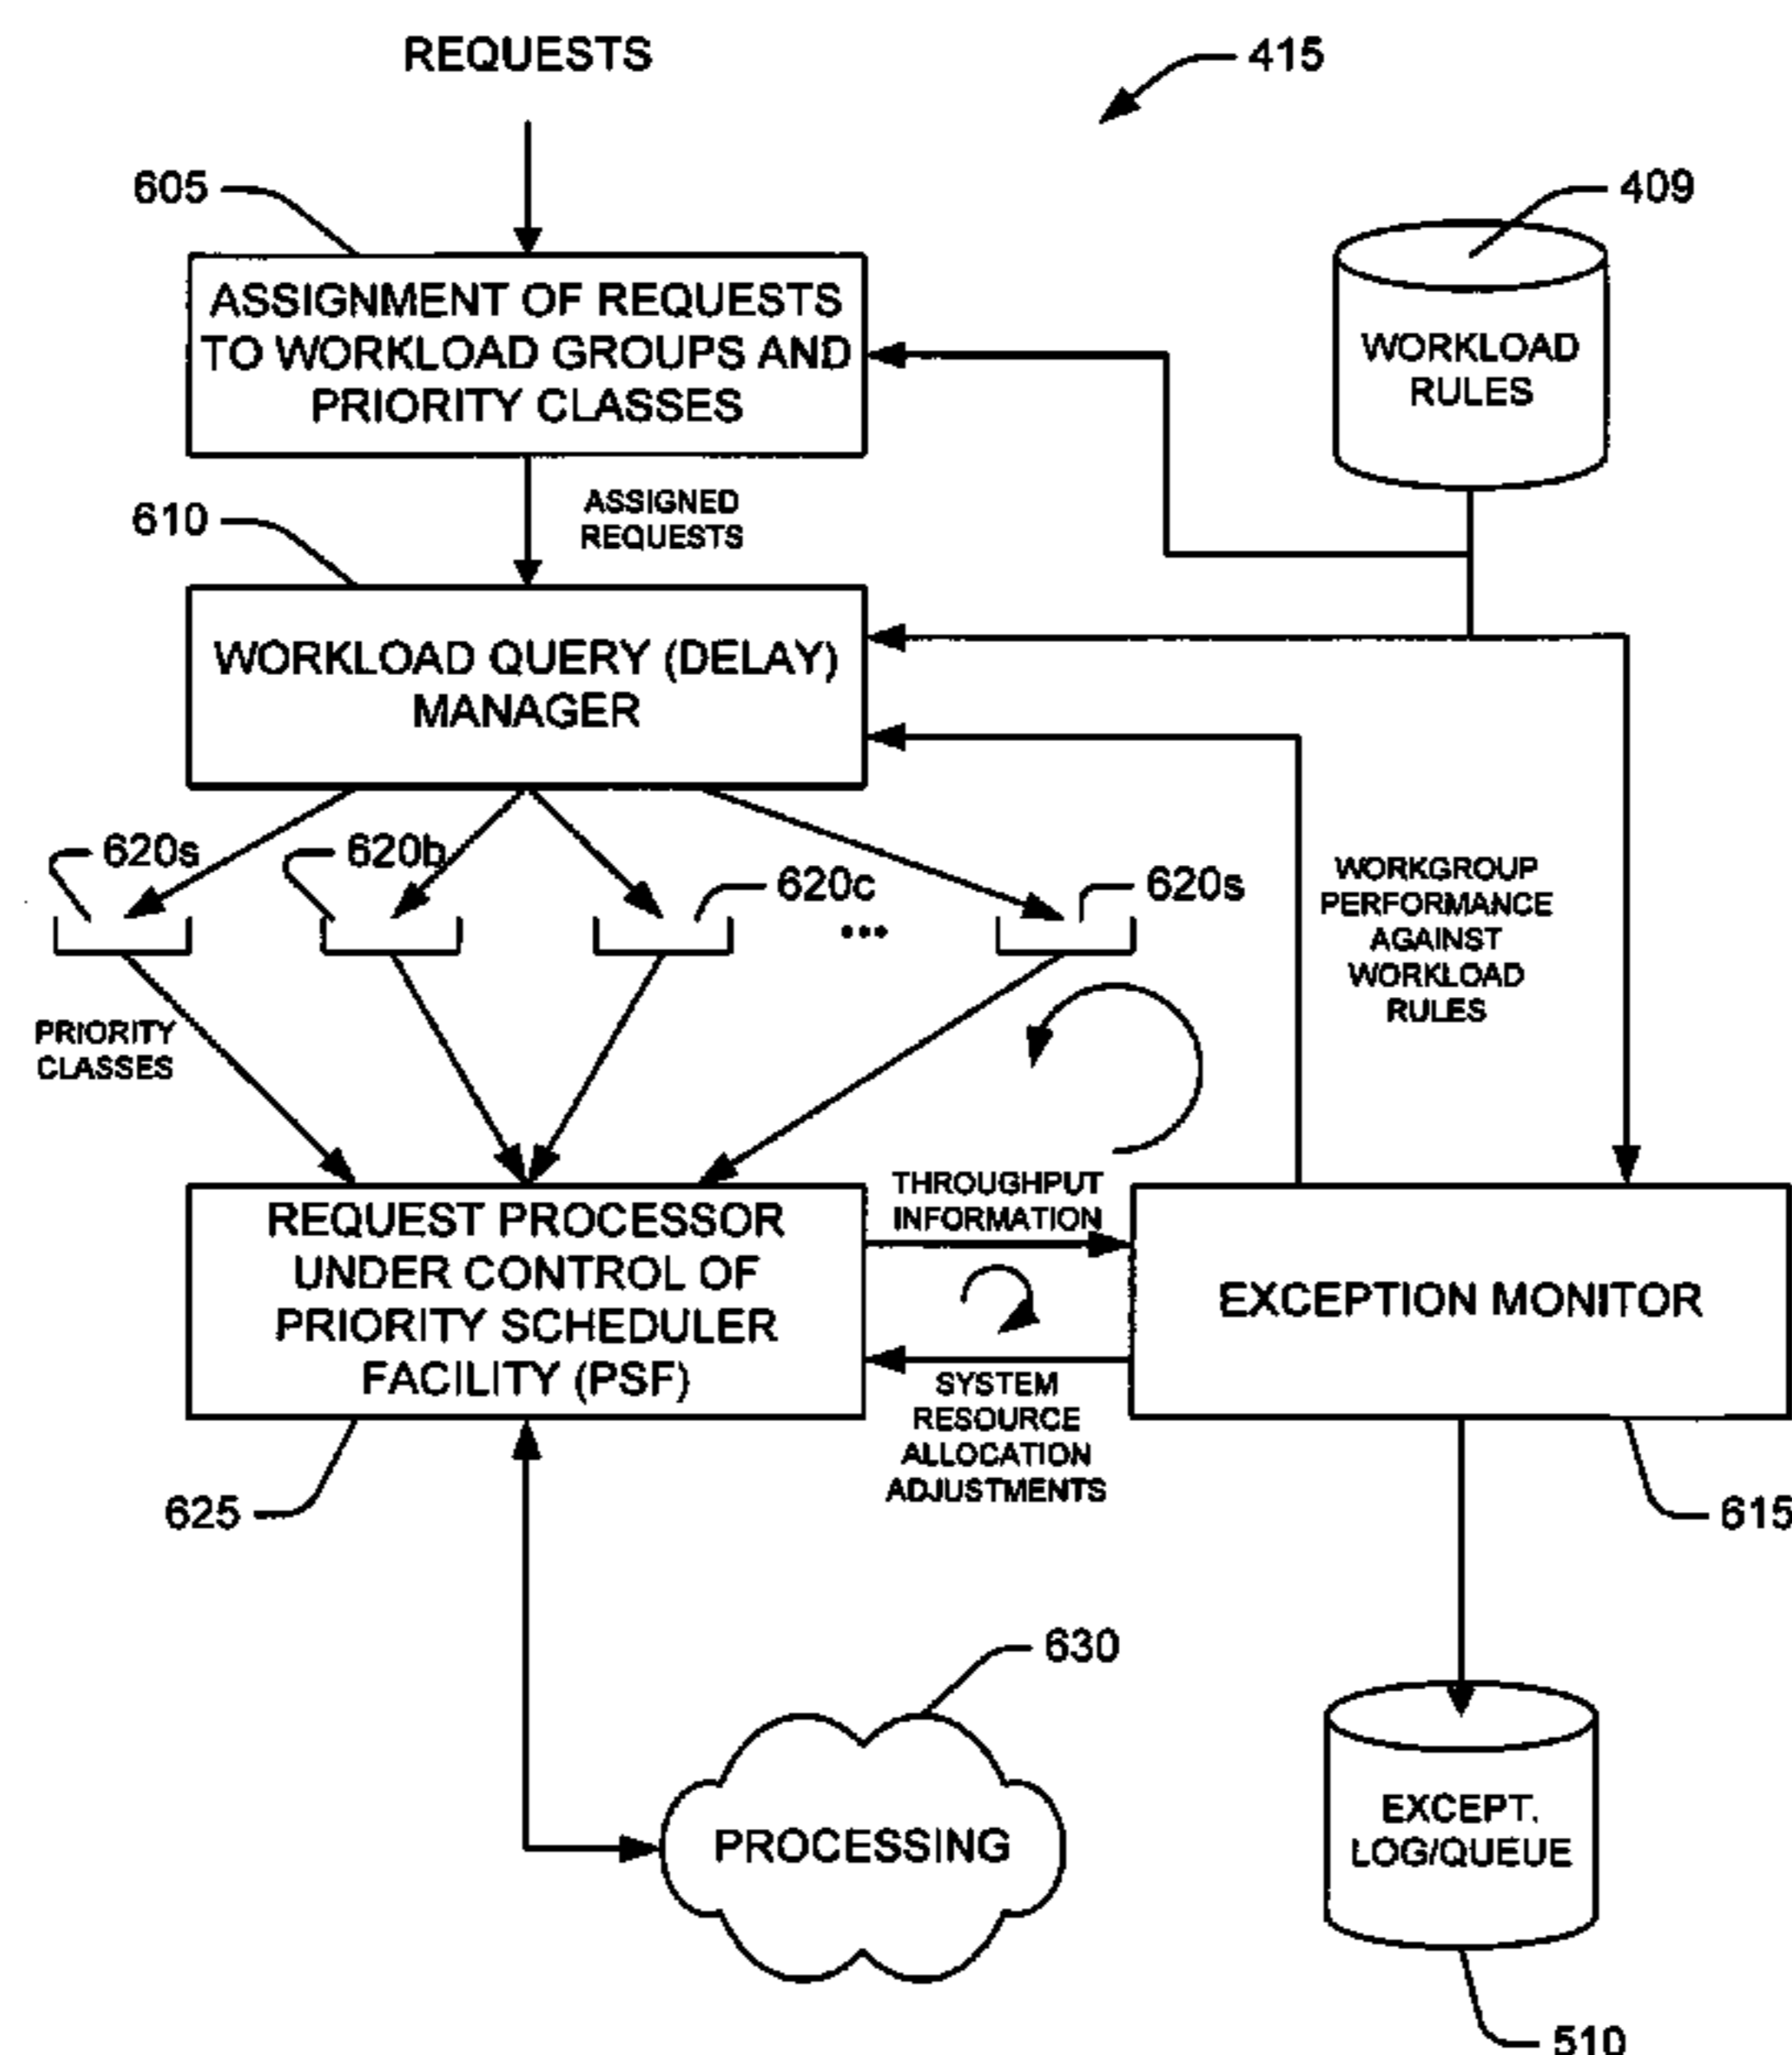 REQUESTS
415
605
409
ASSIGNMENT OF REQUESTS
TO WORKLOAD GROUPS AND
PRIORITY CLASSES
WORKLOAD
RULES
610
ASSIGNED
REQUESTS
WORKLOAD QUERY (DELAY)
MANAGER
620s
620b
620c
...
620s
WORKGROUP
PERFORMANCE
AGAINST
WORKLOAD
RULES
PRIORITY
CLASSES
REQUEST PROCESSOR
UNDER CONTROL OF
PRIORITY SCHEDULER
FACILITY (PSF)
THROUGHPUT
INFORMATION
EXCEPTION MONITOR
SYSTEM
RESOURCE
ALLOCATION
ADJUSTMENTS
625
615
630
PROCESSING
EXCEPT.
LOG/QUEUE
510